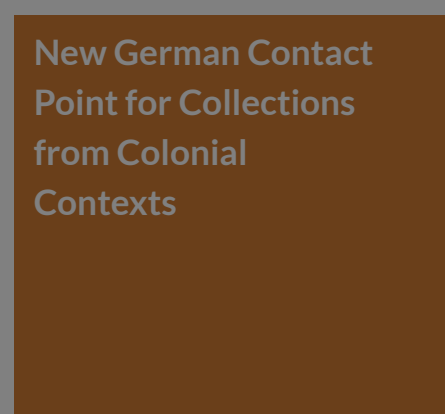 New German Contact
Point for Collections
from Colonial
Contexts